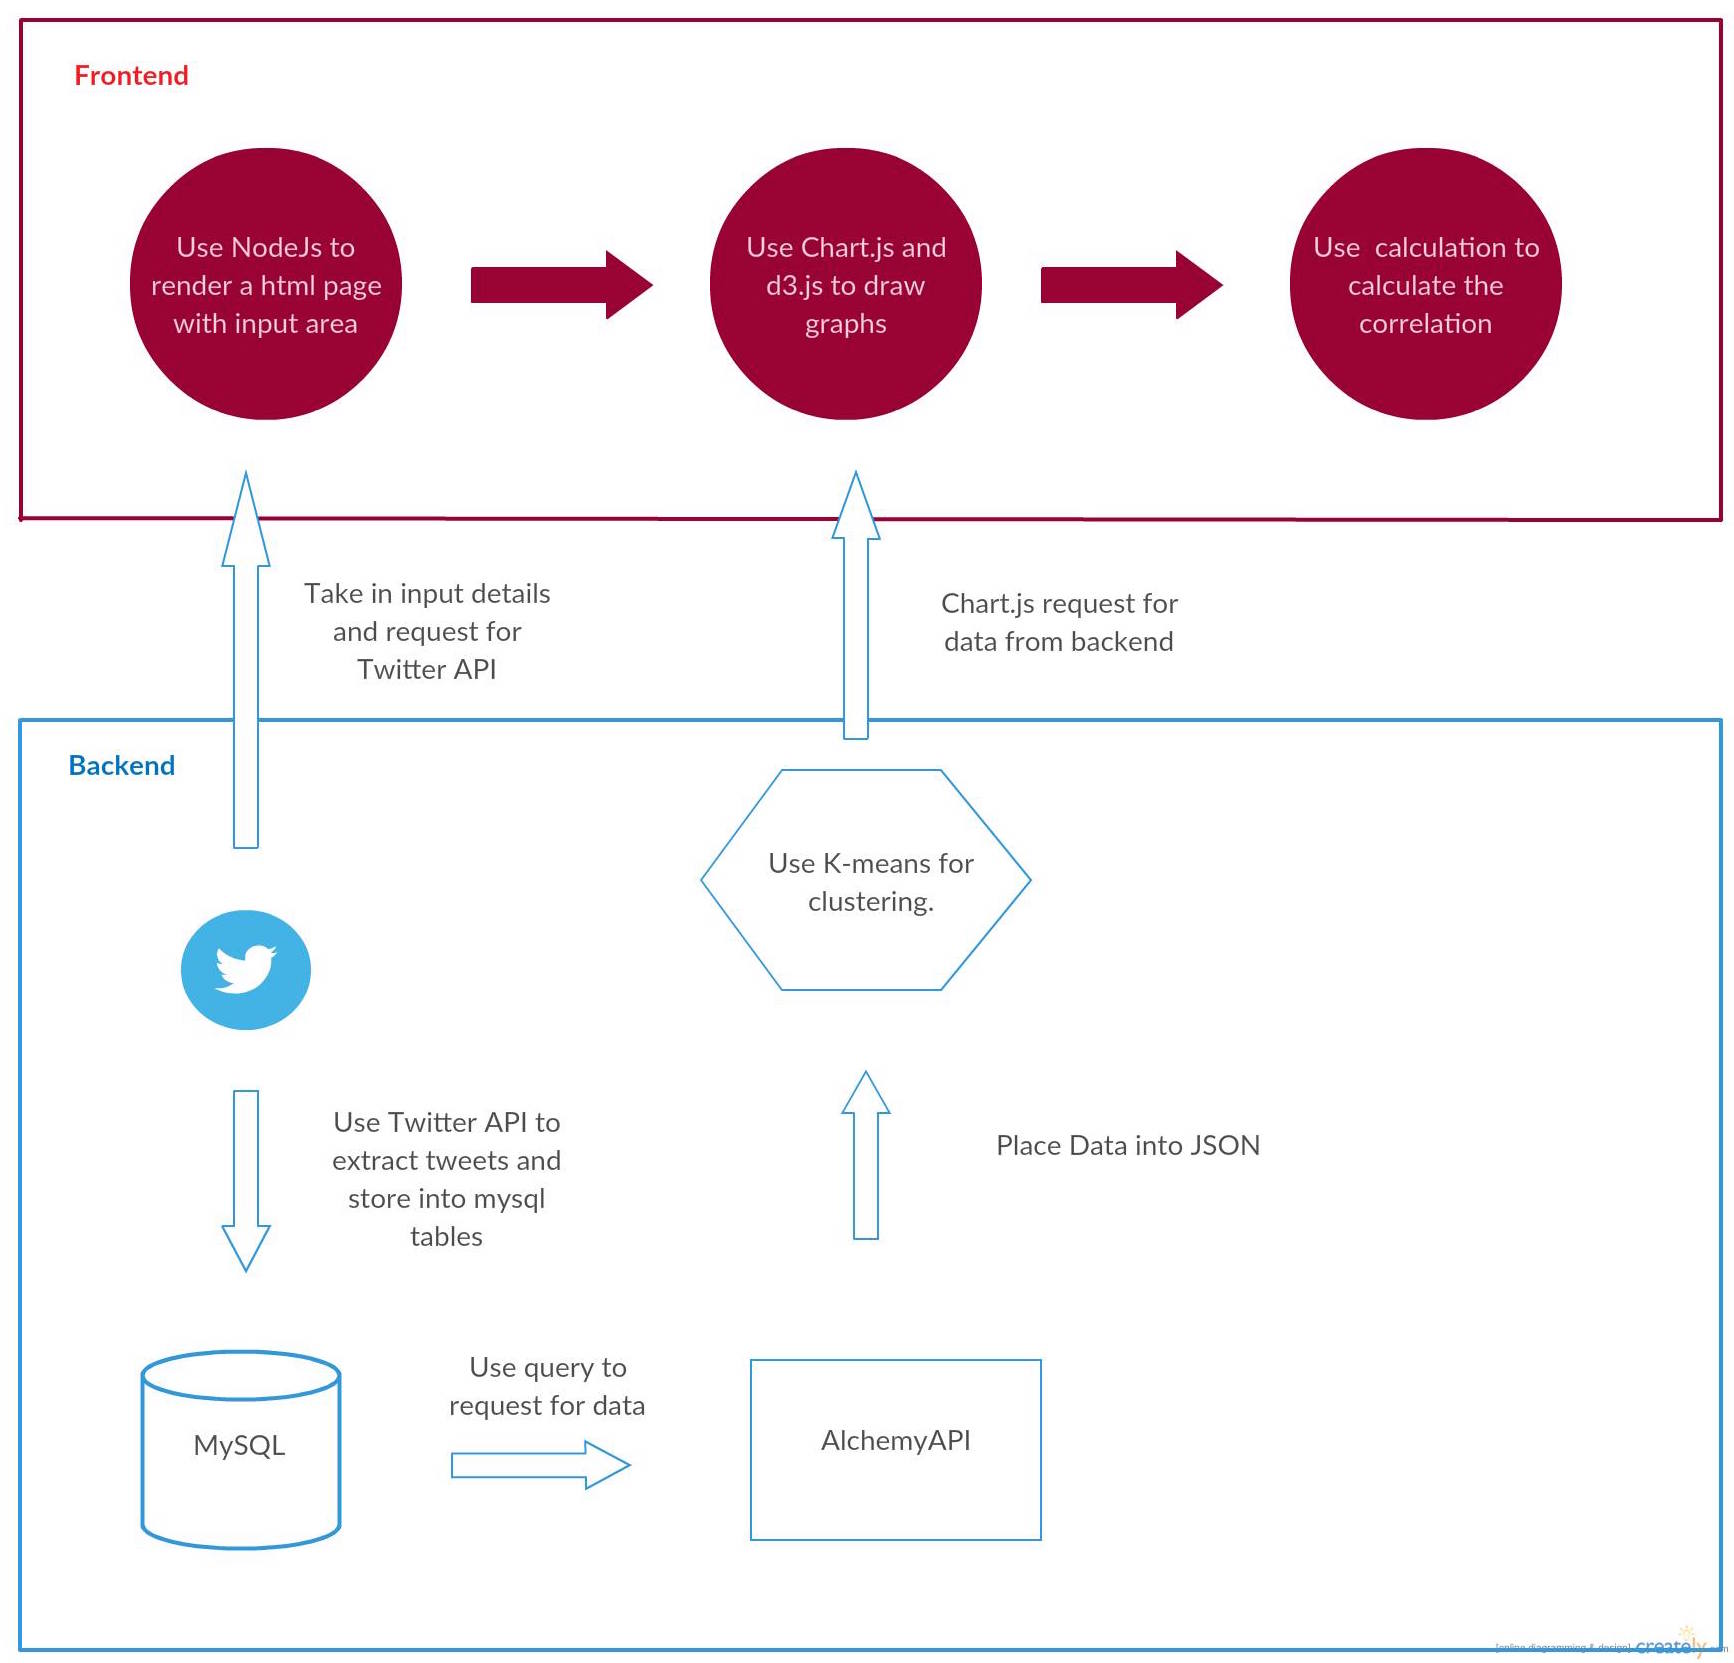 Frontend
Use NodeJs to
render a html page
with input area
Use Chart.js and
d3.js to draw
graphs
Use  calculation to
calculate the
correlation
Take in input details
and request for
Twitter API
Chart.js request for
data from backend
Backend
Use K-means for
clustering.
Use Twitter API to
extract tweets and
store into mysql
tables
Place Data into JSON
Use query to
request for data
MySQL
AlchemyAPI
[online diagramming & design] creately.com